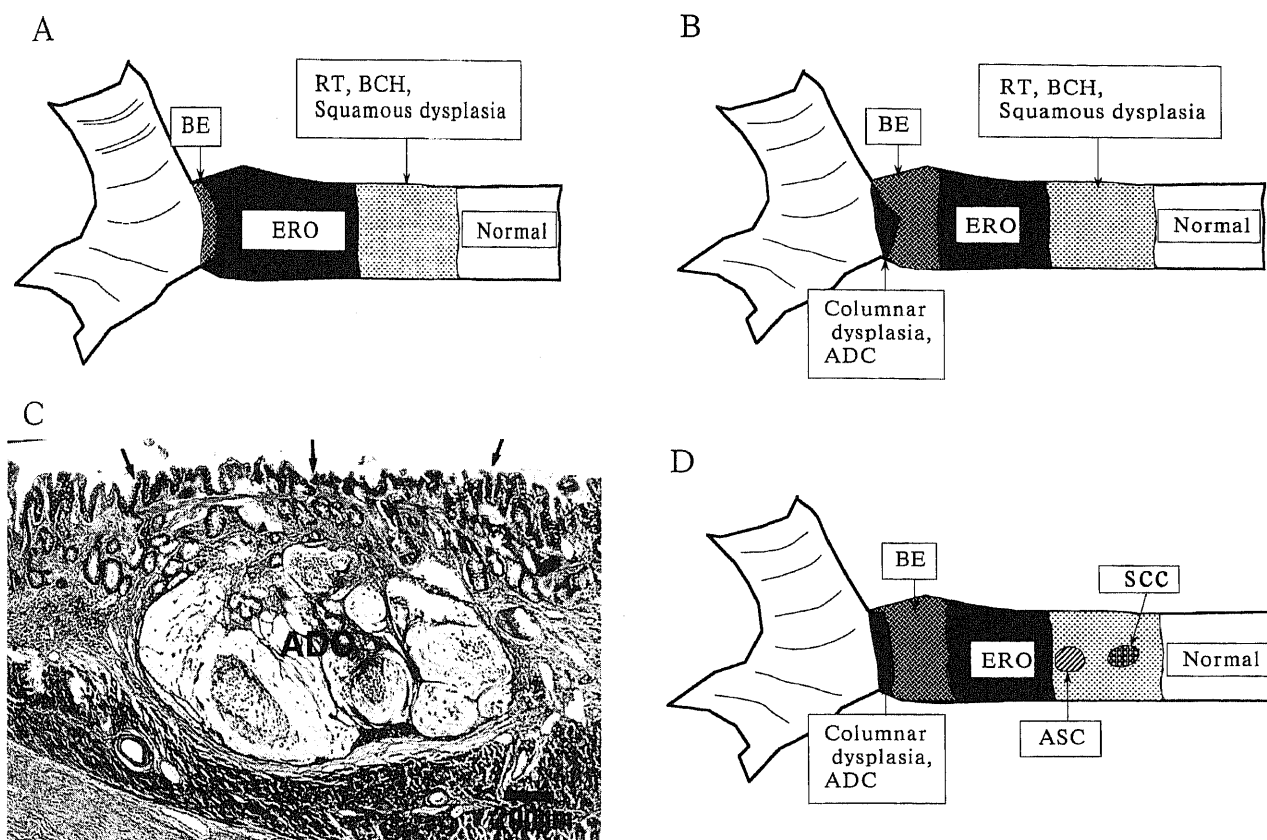 A
RT, BCH,
Squamous dysplasia
BE
ERO
Normal
B
RT, BCH,
Squamous dysplasia
BE
ERO
Normal
Columnar
dysplasia,
ADC
C
ADC
D
BE
SCC
ERO
Normal
Columnar
dysplasia,
ADC
ASC